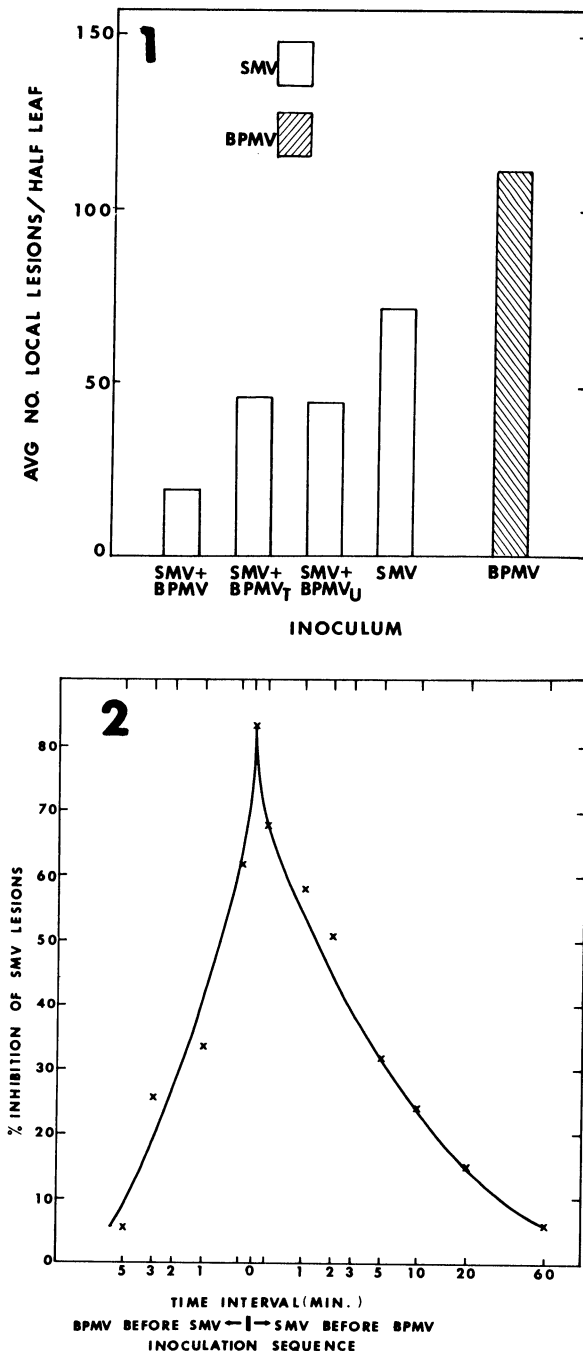 1
150
100
50
0
SMV
BPMV
AVG NO. LOCAL LESIONS/HALF LEAF
SMV+ BPMV
SMV+ BPMVT
SMV+ BPMVU
SMV
BPMV
INOCULUM
2
80
70
60
50
40
30
20
10
0
% INHIBITION OF SMV LESIONS
5 3 2 1 0 1 2 3 5 10 20 60
TIME INTERVAL(MIN.)
BPMV BEFORE SMV ←|→ SMV BEFORE BPMV
INOCULATION SEQUENCE